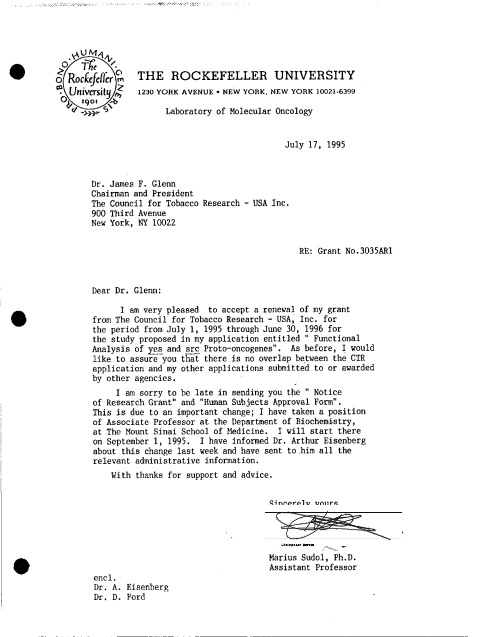 PRO BONO HUMANI GENERIS
The
Rockefeller
University
1901
THE ROCKEFELLER UNIVERSITY
1230 YORK AVENUE • NEW YORK, NEW YORK 10021-6399
Laboratory of Molecular Oncology
July 17, 1995
Dr. James F. Glenn
Chairman and President
The Council for Tobacco Research - USA Inc.
900 Third Avenue
New York, NY 10022
RE: Grant No.3035AR1
Dear Dr. Glenn:
I am very pleased to accept a renewal of my grant
from The Council for Tobacco Research - USA, Inc. for
the period from July 1, 1995 through June 30, 1996 for
the study proposed in my application entitled " Functional
Analysis of yes and src Proto-oncogenes". As before, I would
like to assure you that there is no overlap between the CTR
application and my other applications submitted to or awarded
by other agencies.
I am sorry to be late in sending you the " Notice
of Research Grant" and "Human Subjects Approval Form".
This is due to an important change; I have taken a position
of Associate Professor at the Department of Biochemistry,
at The Mount Sinai School of Medicine. I will start there
on September 1, 1995. I have informed Dr. Arthur Eisenberg
about this change last week and have sent to him all the
relevant administrative information.
With thanks for support and advice.
Sincerely yours
Marius Sudol, Ph.D.
Assistant Professor
encl.
Dr. A. Eisenberg
Dr. D. Ford